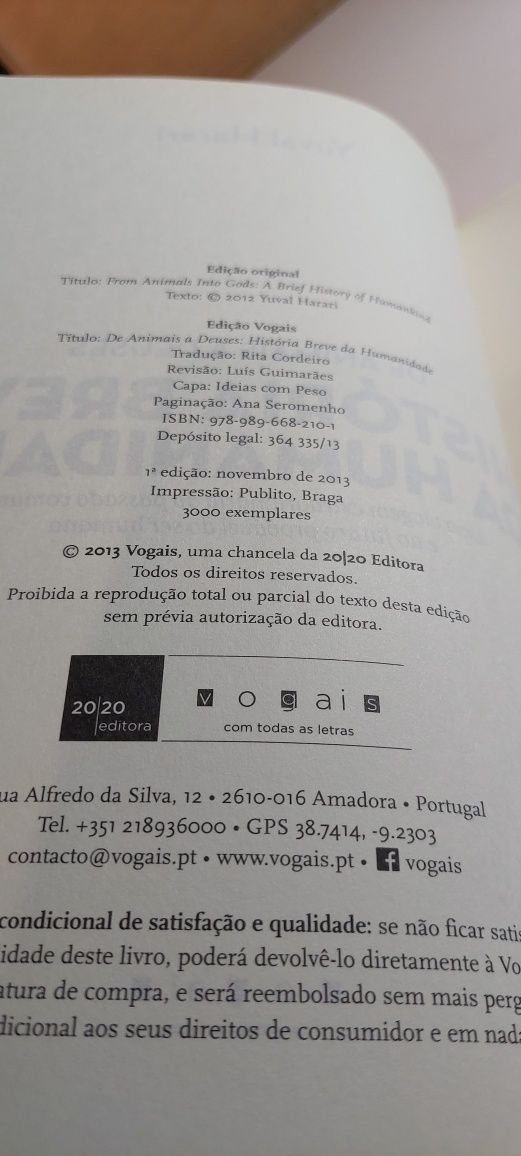 Edição original
Título: From Animals Into Gods: A Brief History of Humankind
Texto: © 2012 Yuval Harari
Edição Vogais
Título: De Animais a Deuses: História Breve da Humanidade
Tradução: Rita Cordeiro
Revisão: Luís Guimarães
Capa: Ideias com Peso
Paginação: Ana Seromenho
ISBN: 978-989-668-210-1
Depósito legal: 364 335/13
1ª edição: novembro de 2013
Impressão: Publito, Braga
3000 exemplares
© 2013 Vogais, uma chancela da 20|20 Editora
Todos os direitos reservados.
Proibida a reprodução total ou parcial do texto desta edição
sem prévia autorização da editora.
20|20
editora
vogais
com todas as letras
ua Alfredo da Silva, 12 • 2610-016 Amadora • Portugal
Tel. +351 218936000 • GPS 38.7414, -9.2303
contacto@vogais.pt • www.vogais.pt • f vogais
condicional de satisfação e qualidade: se não ficar satis
idade deste livro, poderá devolvê-lo diretamente à Vo
atura de compra, e será reembolsado sem mais perg
dicional aos seus direitos de consumidor e em nada